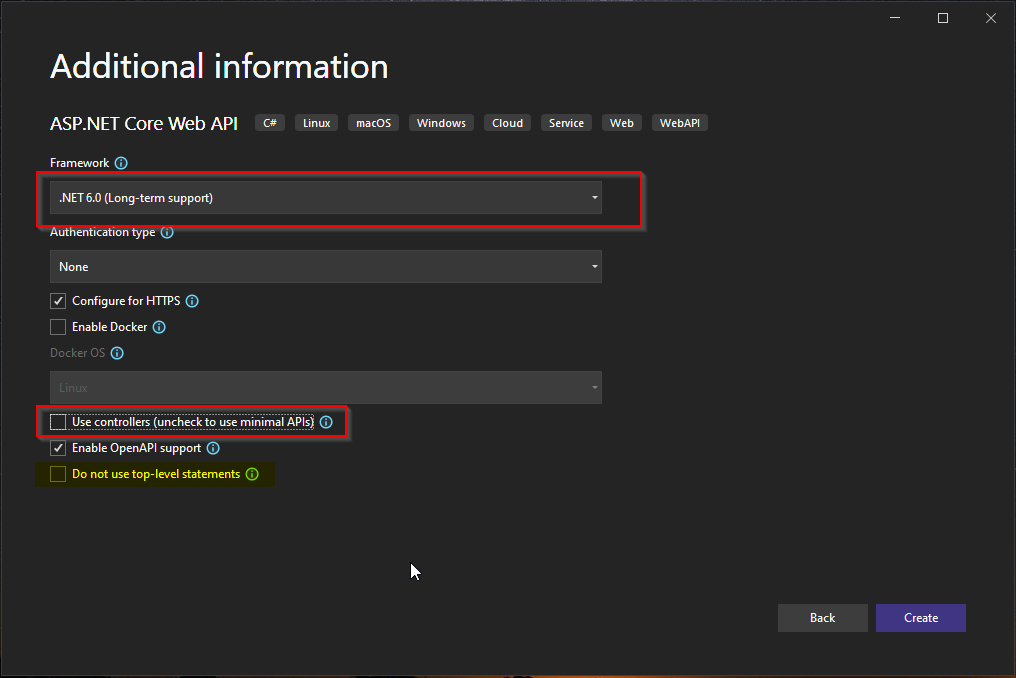 Additional information
ASP.NET Core Web API C# Linux macOS Windows Cloud Service Web WebAPI
Framework
.NET 6.0 (Long-term support)
Authentication type
None
Configure for HTTPS
Enable Docker
Docker OS
Linux
Use controllers (uncheck to use minimal APIs)
Enable OpenAPI support
Do not use top-level statements
Back Create